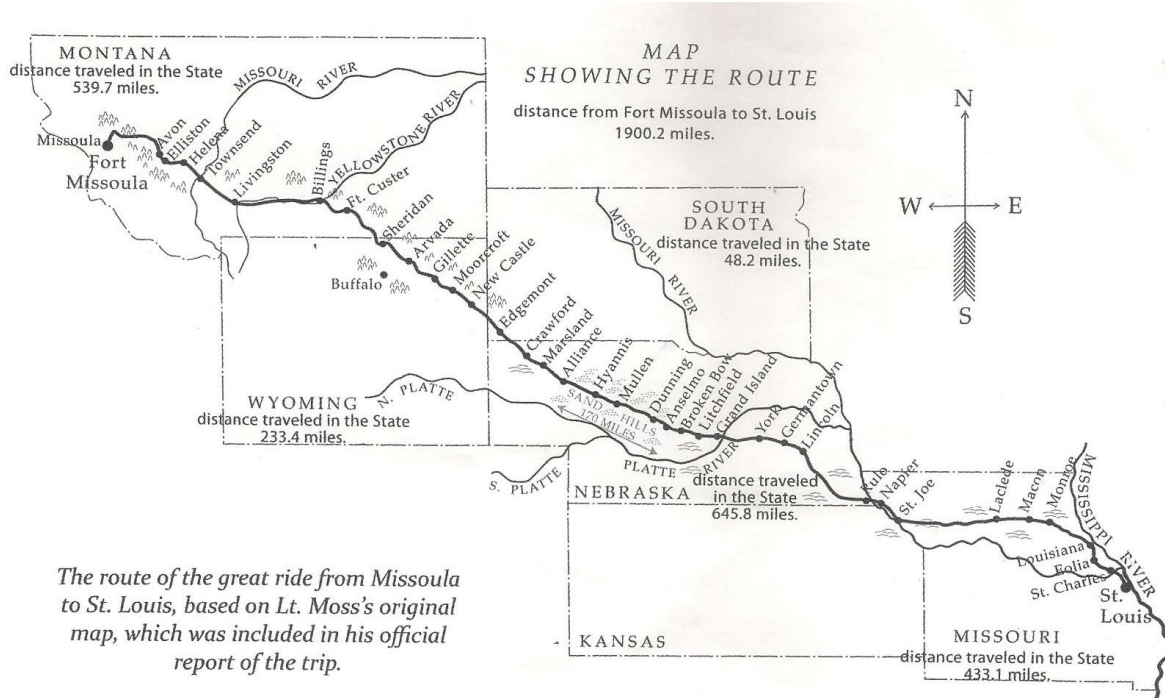 MAP
SHOWING THE ROUTE
distance from Fort Missoula to St. Louis
1900.2 miles.
N
W
E
S
MONTANA
distance traveled in the State
539.7 miles.
MISSOURI RIVER
YELLOWSTONE RIVER
Missoula
Fort
Missoula
Avon
Elliston
Helena
Townsend
Livingston
Billings
Ft. Custer
Sheridan
Arvada
Gillette
Moorcroft
New Castle
Buffalo
WYOMING
distance traveled in the State
233.4 miles.
SOUTH
DAKOTA
distance traveled in the State
48.2 miles.
MISSOURI RIVER
Edgemont
Crawford
Marsland
Alliance
Hyannis
Mullen
Dunning
Anselmo
Broken Bow
Litchfield
Grand Island
York
Germantown
Lincoln
SAND HILLS
170 MILES
N. PLATTE
S. PLATTE
PLATTE RIVER
NEBRASKA
distance traveled
in the State
645.8 miles.
Rulo
Napier
St. Joe
Laclede
Macon
Monroe
MISSISSIPPI RIVER
Louisiana
Eolia
St. Charles
St.
Louis
KANSAS
MISSOURI
distance traveled in the State
433.1 miles.
The route of the great ride from Missoula
to St. Louis, based on Lt. Moss's original
map, which was included in his official
report of the trip.